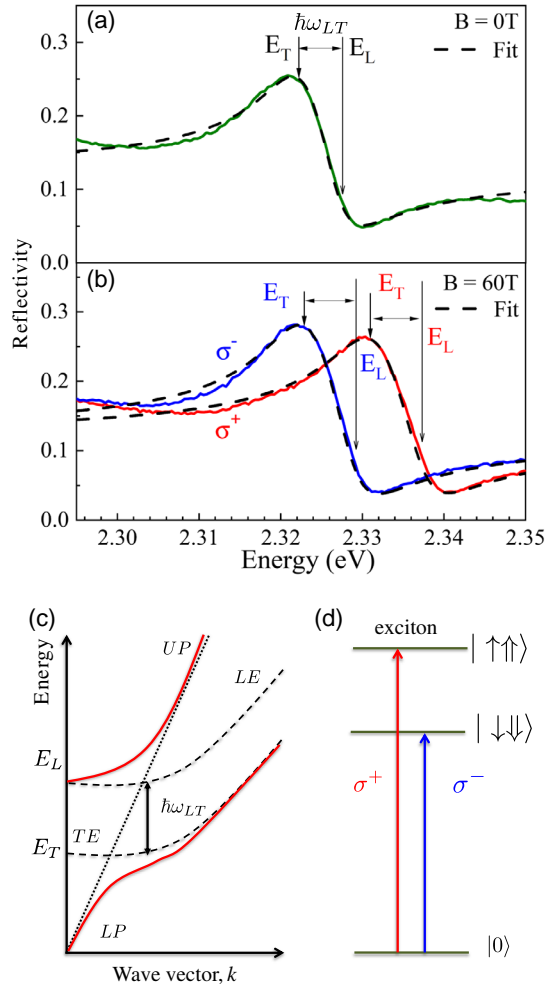 (a)
ħω_LT
B = 0T
E_T
E_L
Fit
0.3
0.2
0.1
0.0
Reflectivity
(b)
B = 60T
E_T
E_T
Fit
0.3
σ⁻
E_L
E_L
0.2
σ⁺
0.1
0.0
2.30
2.31
2.32
2.33
2.34
2.35
Energy (eV)
(c)
Energy
UP
LE
E_L
ħω_LT
TE
E_T
LP
Wave vector, k
(d)
exciton
| ↑⇑⟩
| ↓⇓⟩
σ⁺
σ⁻
|0⟩